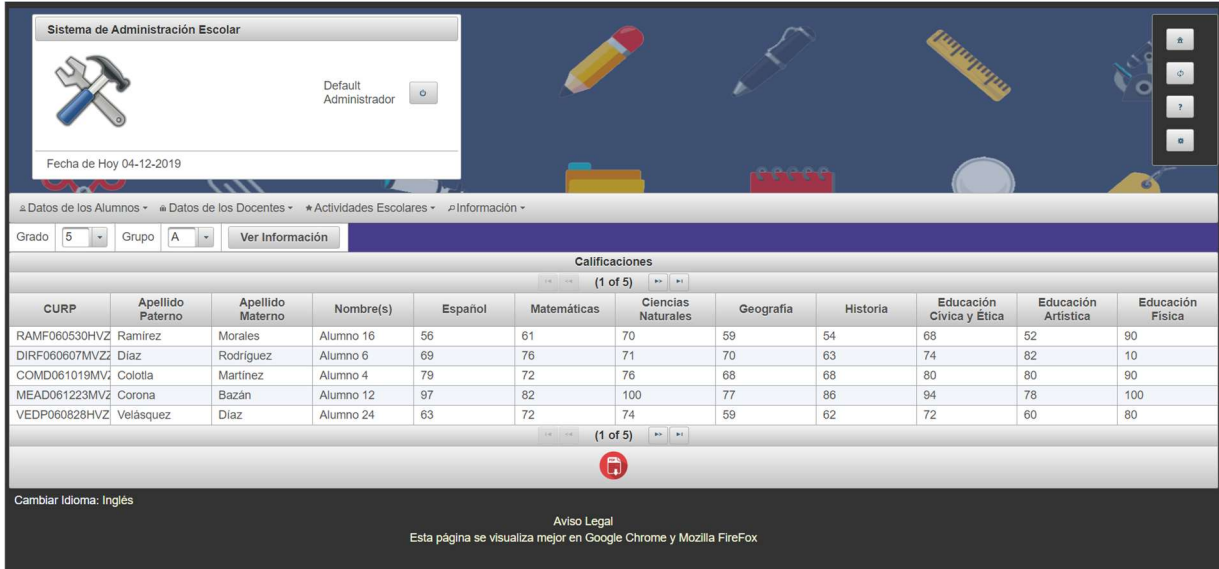 Sistema de Administración Escolar
Default
Administrador
Fecha de Hoy 04-12-2019
Datos de los Alumnos Datos de los Docentes Actividades Escolares Información
Grado 5 Grupo A Ver Información
Calificaciones
(1 of 5)
CURP Apellido Paterno Apellido Materno Nombre(s) Español Matemáticas Ciencias Naturales Geografía Historia Educación Cívica y Ética Educación Artistica Educación Física
RAMF060530HVZ Ramírez Morales Alumno 16 56 61 70 59 54 68 52 90
DIRF060607MVZZ Díaz Rodríguez Alumno 6 69 76 71 70 63 74 82 10
COMD061019MVZ Colotla Martínez Alumno 4 79 72 76 68 68 80 80 90
MEAD061223MVZ Corona Bazán Alumno 12 97 82 100 77 86 94 78 100
VEDP060828HVZ Velásquez Díaz Alumno 24 63 72 74 59 62 72 60 80
(1 of 5)
Cambiar Idioma: Inglés
Aviso Legal
Esta página se visualiza mejor en Google Chrome y Mozilla FireFox